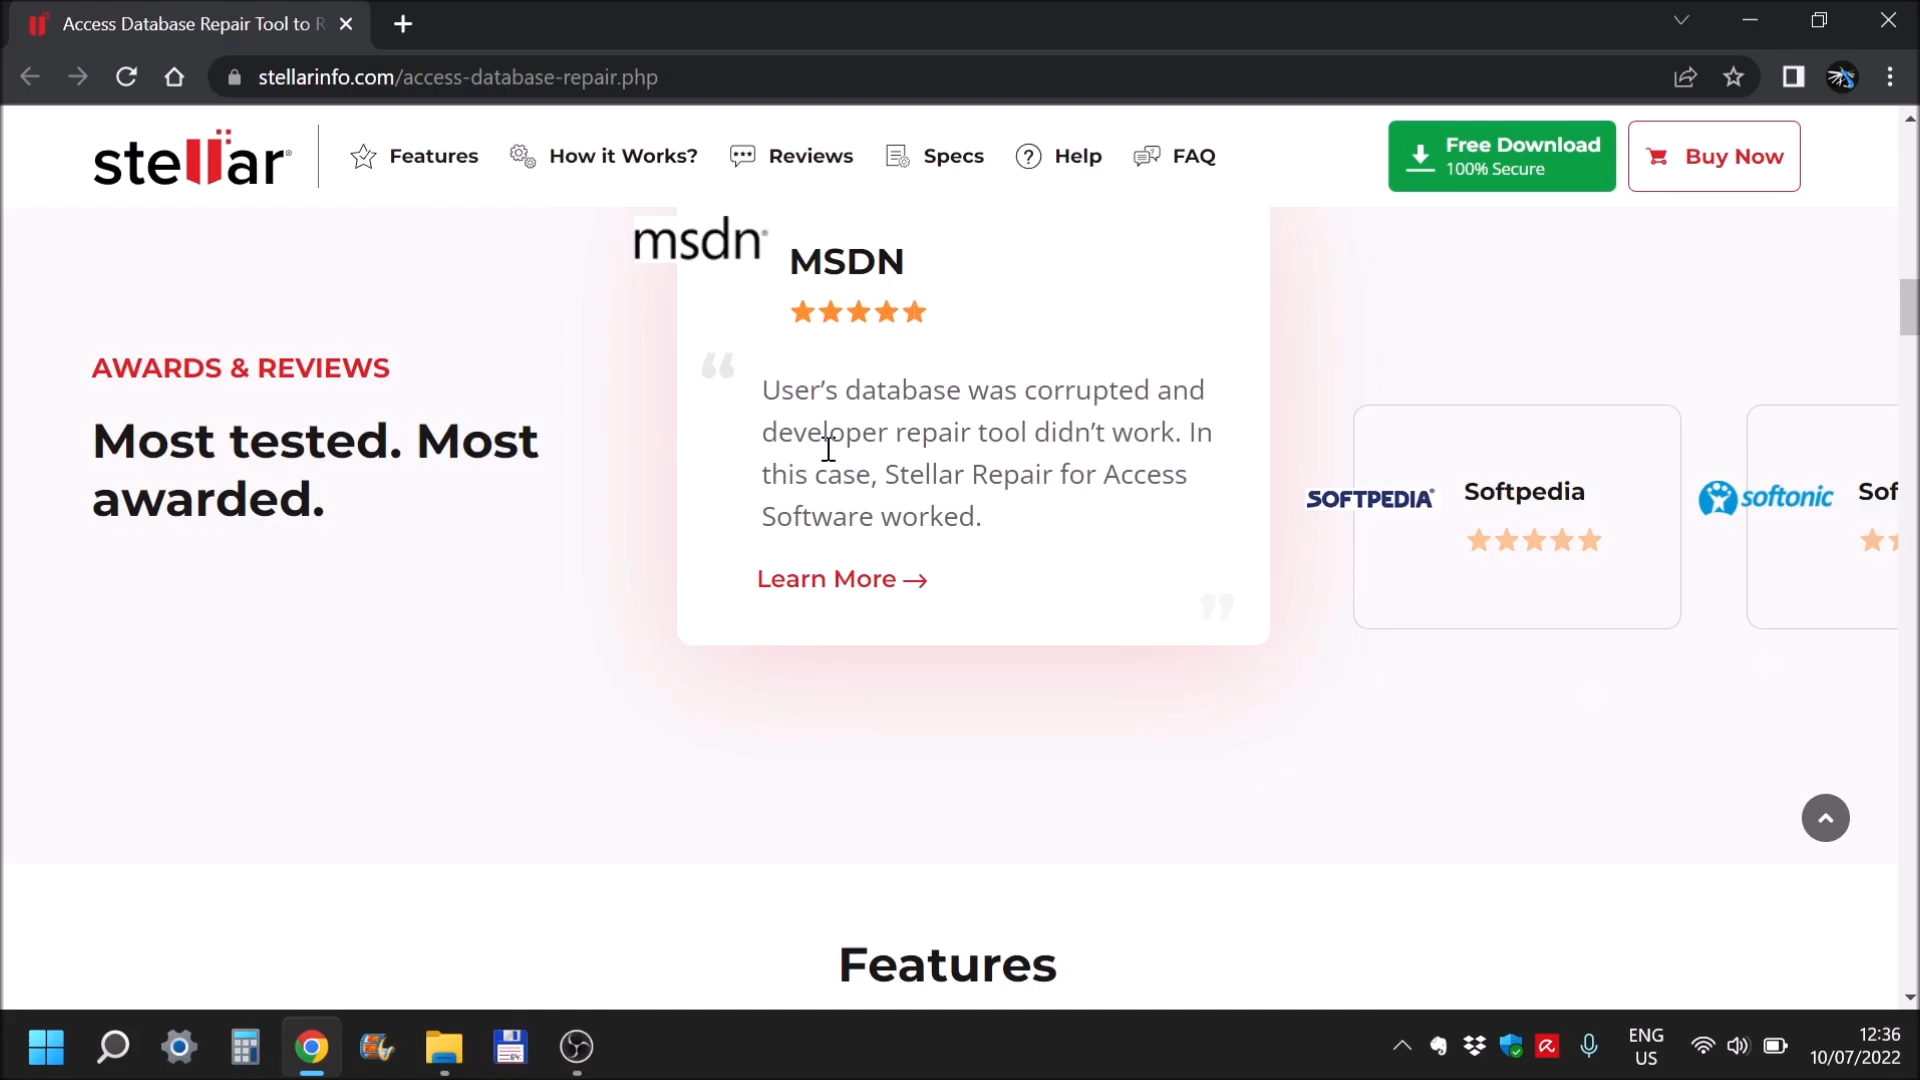 Access Database Repair Tool to R
stellarinfo.com/access-database-repair.php
stellar
Features
How it Works?
Reviews
Specs
Help
FAQ
Free Download
100% Secure
Buy Now
msdn
MSDN
AWARDS & REVIEWS
Most tested. Most
awarded.
“
User’s database was corrupted and
developer repair tool didn’t work. In
this case, Stellar Repair for Access
Software worked.
Learn More →
”
SOFTPEDIA®
Softpedia
softonic
Sof
Features
ENG
US
12:36
10/07/2022